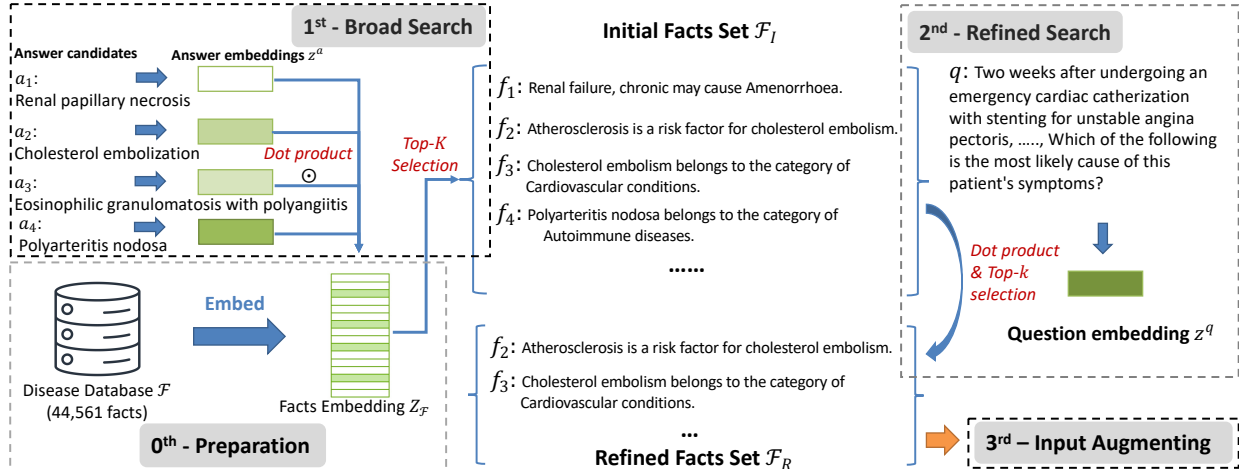 1st - Broad Search
Answer candidates
Answer embeddings z^a
a₁:
Renal papillary necrosis
a₂:
Cholesterol embolization
Dot product
⊙
a₃:
Eosinophilic granulomatosis with polyangiitis
a₄:
Polyarteritis nodosa
Top-K
Selection
Embed
Disease Database ℱ
(44,561 facts)
Facts Embedding Z_ℱ
0th - Preparation
Initial Facts Set ℱ_I
f₁: Renal failure, chronic may cause Amenorrhoea.
f₂: Atherosclerosis is a risk factor for cholesterol embolism.
f₃: Cholesterol embolism belongs to the category of
Cardiovascular conditions.
f₄: Polyarteritis nodosa belongs to the category of
Autoimmune diseases.
……
f₂: Atherosclerosis is a risk factor for cholesterol embolism.
f₃: Cholesterol embolism belongs to the category of
Cardiovascular conditions.
…
Refined Facts Set ℱ_R
2nd - Refined Search
q: Two weeks after undergoing an
emergency cardiac catherization
with stenting for unstable angina
pectoris, ....., Which of the following
is the most likely cause of this
patient's symptoms?
Dot product
& Top-k
selection
Question embedding z^q
3rd – Input Augmenting